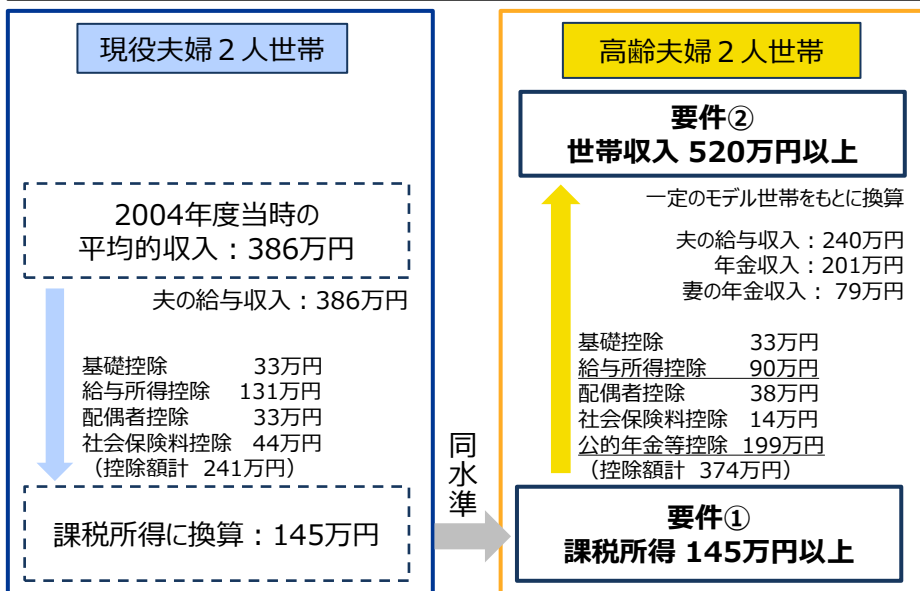 現役夫婦２人世帯
2004年度当時の
平均的収入：386万円
夫の給与収入：386万円
基礎控除 33万円
給与所得控除 131万円
配偶者控除 33万円
社会保険料控除 44万円
（控除額計 241万円）
課税所得に換算：145万円
同水準
高齢夫婦２人世帯
要件②
世帯収入 520万円以上
一定のモデル世帯をもとに換算
夫の給与収入：240万円
年金収入：201万円
妻の年金収入：79万円
基礎控除 33万円
給与所得控除 90万円
配偶者控除 38万円
社会保険料控除 14万円
公的年金等控除 199万円
（控除額計 374万円）
要件①
課税所得 145万円以上